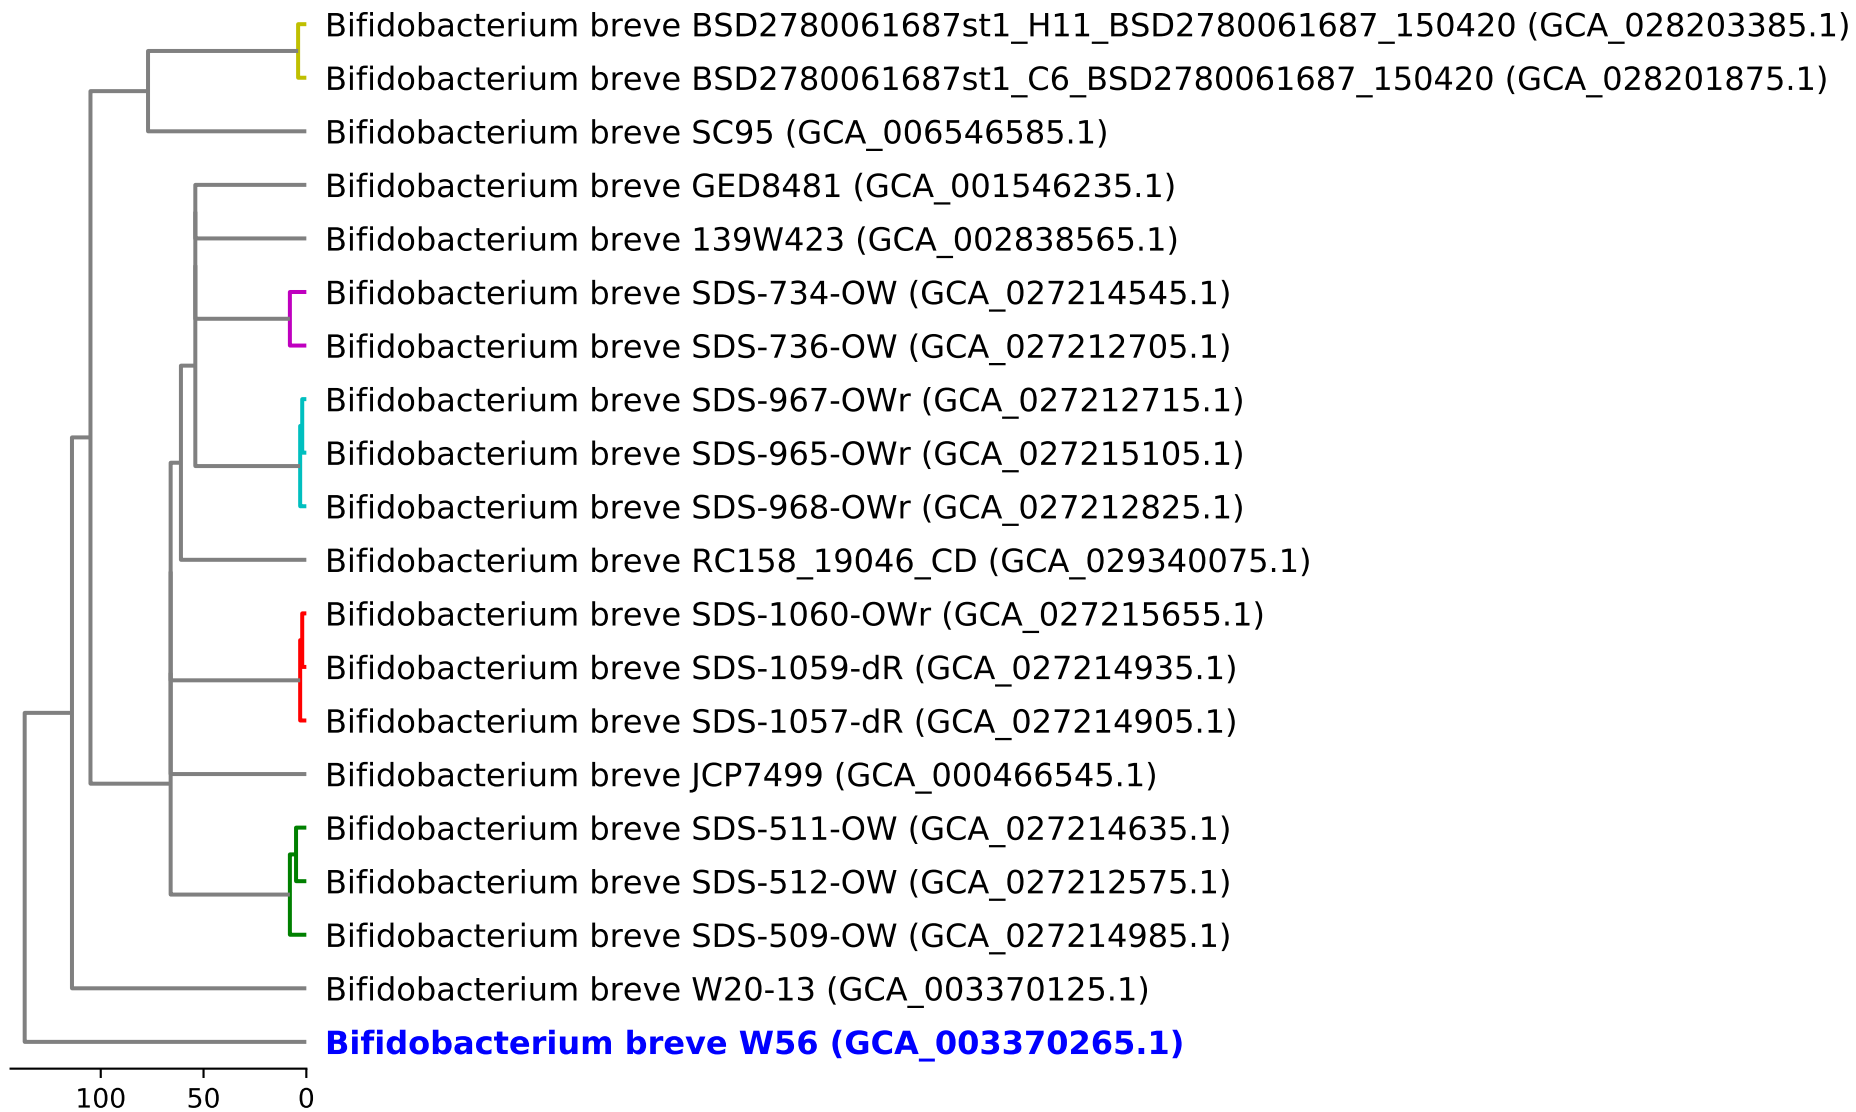 Bifidobacterium breve BSD2780061687st1_H11_BSD2780061687_150420 (GCA_028203385.1)
Bifidobacterium breve BSD2780061687st1_C6_BSD2780061687_150420 (GCA_028201875.1)
Bifidobacterium breve SC95 (GCA_006546585.1)
Bifidobacterium breve GED8481 (GCA_001546235.1)
Bifidobacterium breve 139W423 (GCA_002838565.1)
Bifidobacterium breve SDS-734-OW (GCA_027214545.1)
Bifidobacterium breve SDS-736-OW (GCA_027212705.1)
Bifidobacterium breve SDS-967-OWr (GCA_027212715.1)
Bifidobacterium breve SDS-965-OWr (GCA_027215105.1)
Bifidobacterium breve SDS-968-OWr (GCA_027212825.1)
Bifidobacterium breve RC158_19046_CD (GCA_029340075.1)
Bifidobacterium breve SDS-1060-OWr (GCA_027215655.1)
Bifidobacterium breve SDS-1059-dR (GCA_027214935.1)
Bifidobacterium breve SDS-1057-dR (GCA_027214905.1)
Bifidobacterium breve JCP7499 (GCA_000466545.1)
Bifidobacterium breve SDS-511-OW (GCA_027214635.1)
Bifidobacterium breve SDS-512-OW (GCA_027212575.1)
Bifidobacterium breve SDS-509-OW (GCA_027214985.1)
Bifidobacterium breve W20-13 (GCA_003370125.1)
Bifidobacterium breve W56 (GCA_003370265.1)
100 50 0